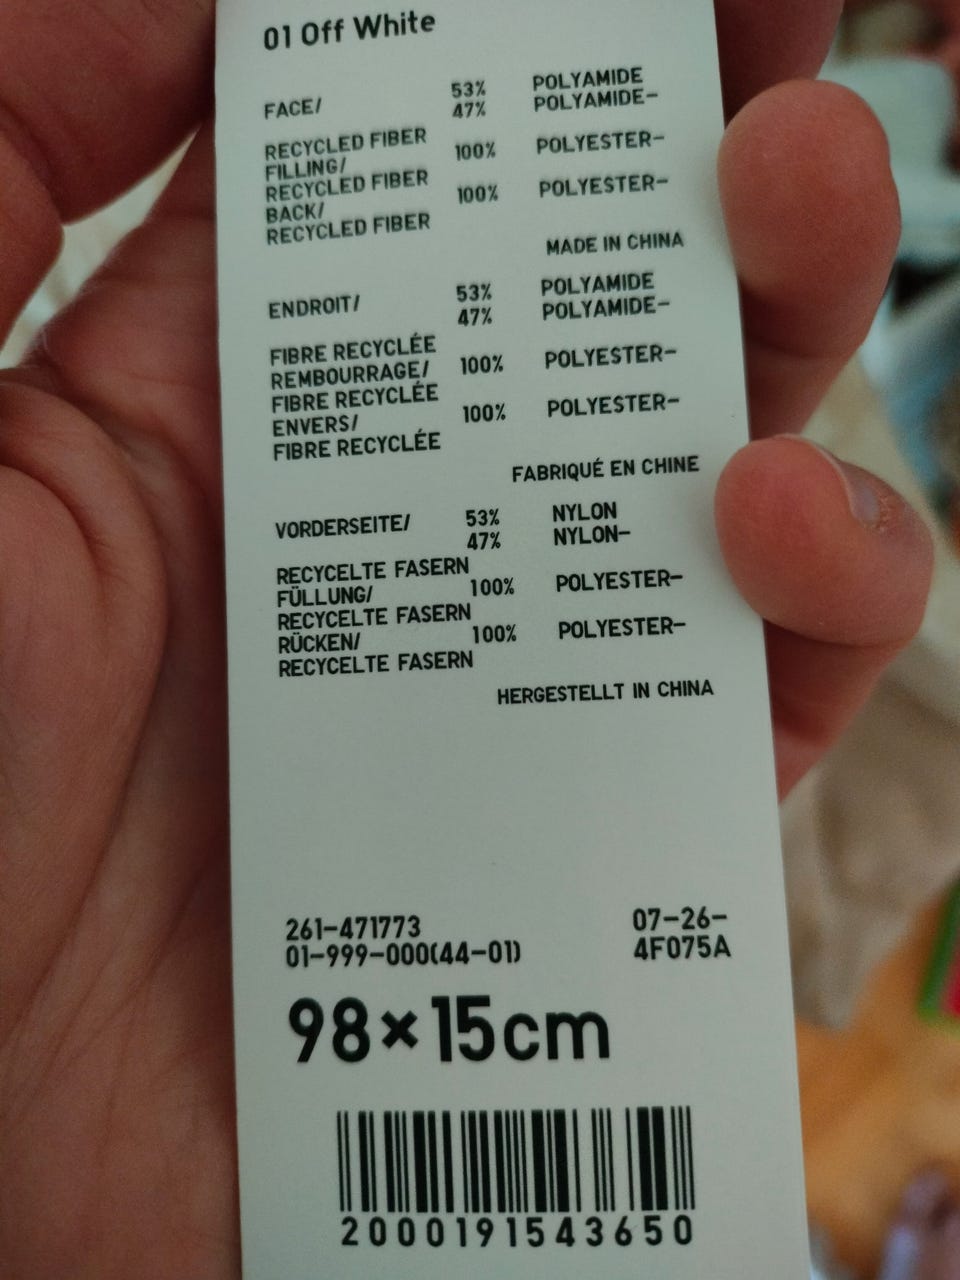 01 Off White
FACE/ 53% POLYAMIDE
47% POLYAMIDE-
RECYCLED FIBER
FILLING/ 100% POLYESTER-
RECYCLED FIBER
BACK/ 100% POLYESTER-
RECYCLED FIBER
MADE IN CHINA
ENDROIT/ 53% POLYAMIDE
47% POLYAMIDE-
FIBRE RECYCLÉE
REMBOURRAGE/ 100% POLYESTER-
FIBRE RECYCLÉE
ENVERS/ 100% POLYESTER-
FIBRE RECYCLÉE
FABRIQUÉ EN CHINE
VORDERSEITE/ 53% NYLON
47% NYLON-
RECYCELTE FASERN
FÜLLUNG/ 100% POLYESTER-
RECYCELTE FASERN
RÜCKEN/ 100% POLYESTER-
RECYCELTE FASERN
HERGESTELLT IN CHINA
261-471773 07-26-
01-999-000(44-01) 4F075A
98×15cm
2000191543650